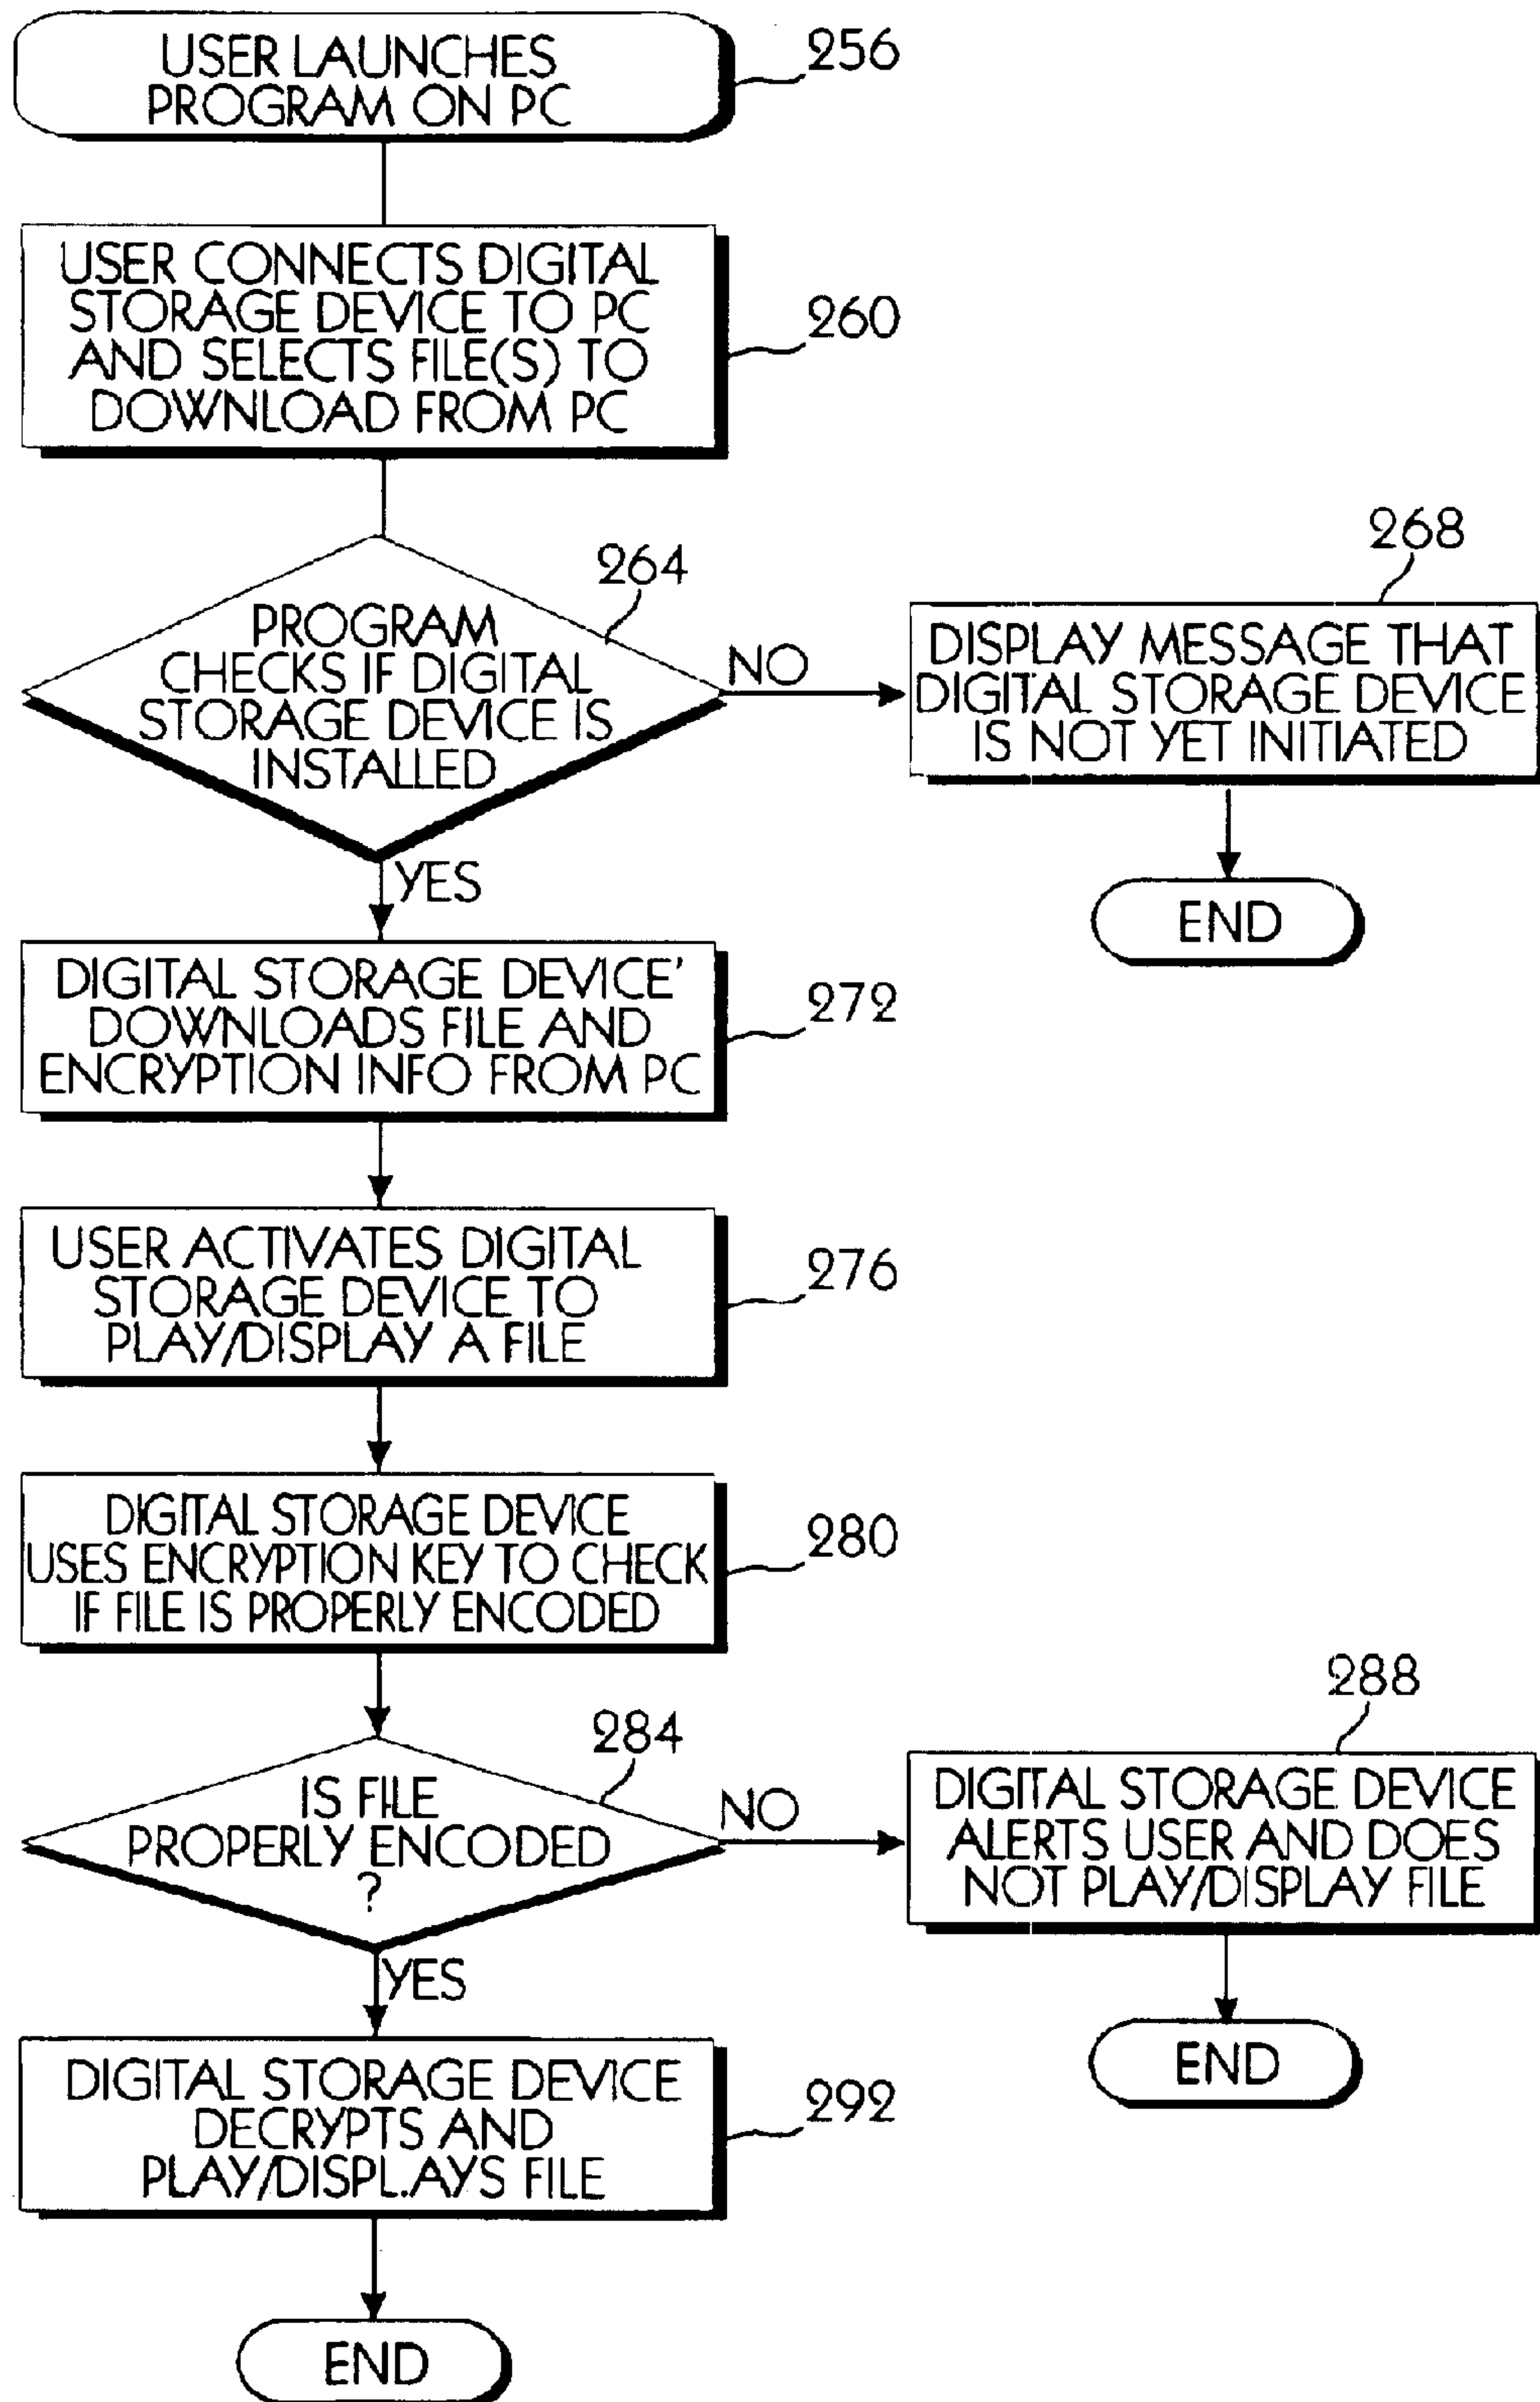 USER LAUNCHES
PROGRAM ON PC
256
USER CONNECTS DIGITAL
STORAGE DEVICE TO PC
AND SELECTS FILE(S) TO
DOWNLOAD FROM PC
260
264
PROGRAM
CHECKS IF DIGITAL
STORAGE DEVICE IS
INSTALLED
NO
268
DISPLAY MESSAGE THAT
DIGITAL STORAGE DEVICE
IS NOT YET INITIATED
END
YES
DIGITAL STORAGE DEVICE'
DOWNLOADS FILE AND
ENCRYPTION INFO FROM PC
272
USER ACTIVATES DIGITAL
STORAGE DEVICE TO
PLAY/DISPLAY A FILE
276
DIGITAL STORAGE DEVICE
USES ENCRYPTION KEY TO CHECK
IF FILE IS PROPERLY ENCODED
280
284
IS FILE
PROPERLY ENCODED
?
NO
288
DIGITAL STORAGE DEVICE
ALERTS USER AND DOES
NOT PLAY/DISPLAY FILE
END
YES
DIGITAL STORAGE DEVICE
DECRYPTS AND
PLAY/DISPL.AYS FILE
292
END